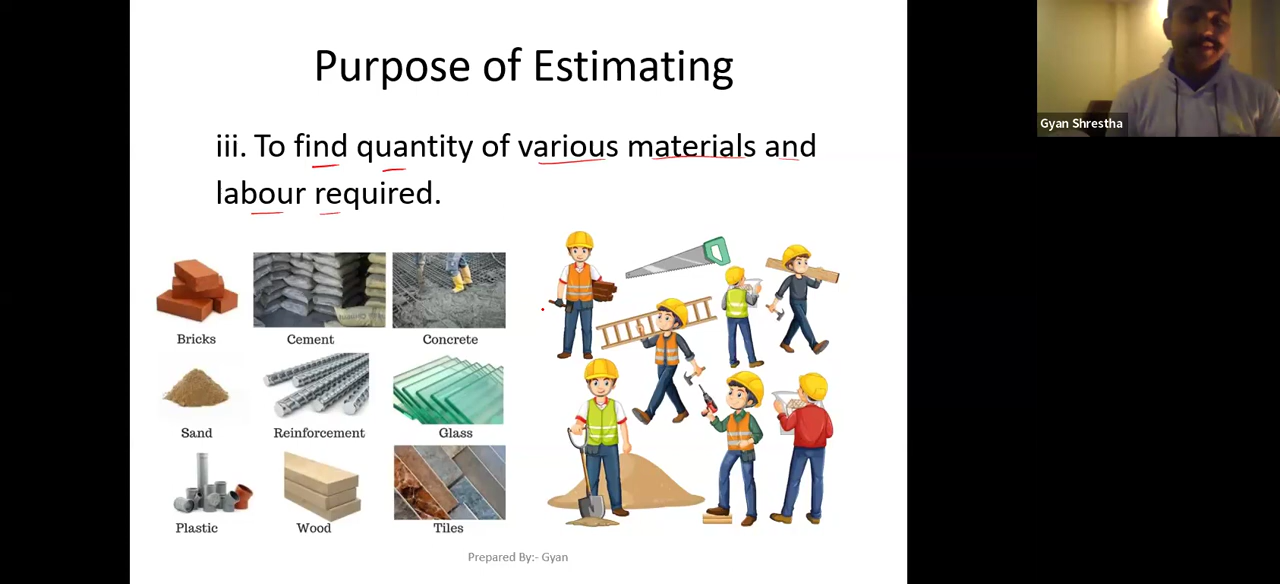 Purpose of Estimating
Gyan Shrestha
iii. To find quantity of various materials and
labour required.
Bricks
Cement
Concrete
Sand
Reinforcement
Glass
Plastic
Wood
Tiles
Prepared By:- Gyan